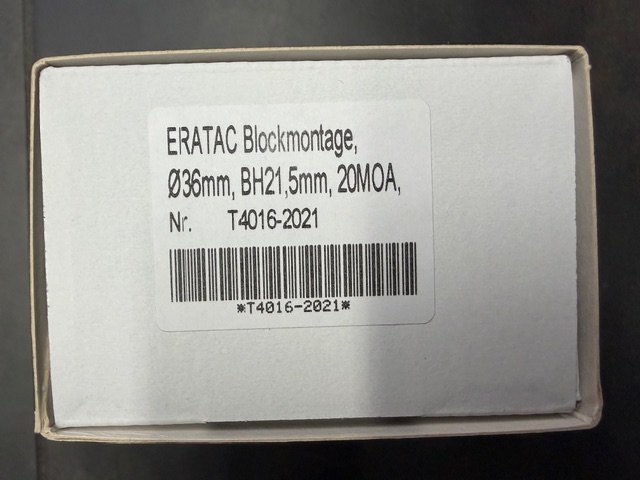 ERATAC Blockmontage,
Ø36mm, BH21,5mm, 20MOA,
Nr. T4016-2021
*T4016-2021*